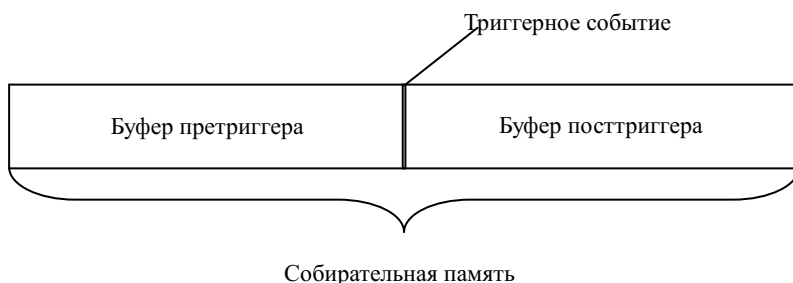 Триггерное событие
Буфер претриггера
Буфер посттриггера
Собирательная память